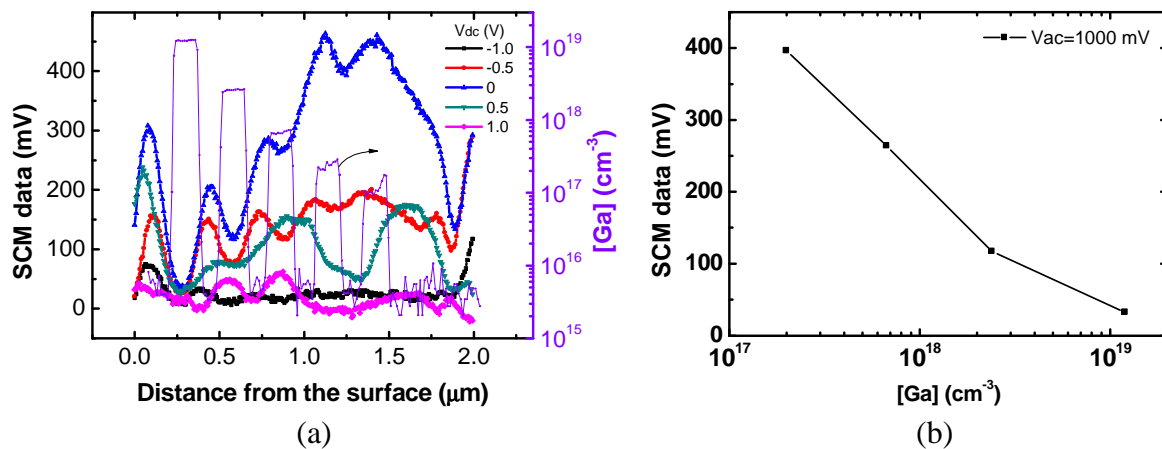 Vdc (V)
-1.0
-0.5
0
0.5
1.0
400
300
200
100
0
SCM data (mV)
10^19
10^18
10^17
10^16
10^15
[Ga] (cm^-3)
0.0 0.5 1.0 1.5 2.0
Distance from the surface (μm)
(a)
Vac=1000 mV
400
300
200
100
0
SCM data (mV)
10^17 10^18 10^19
[Ga] (cm^-3)
(b)